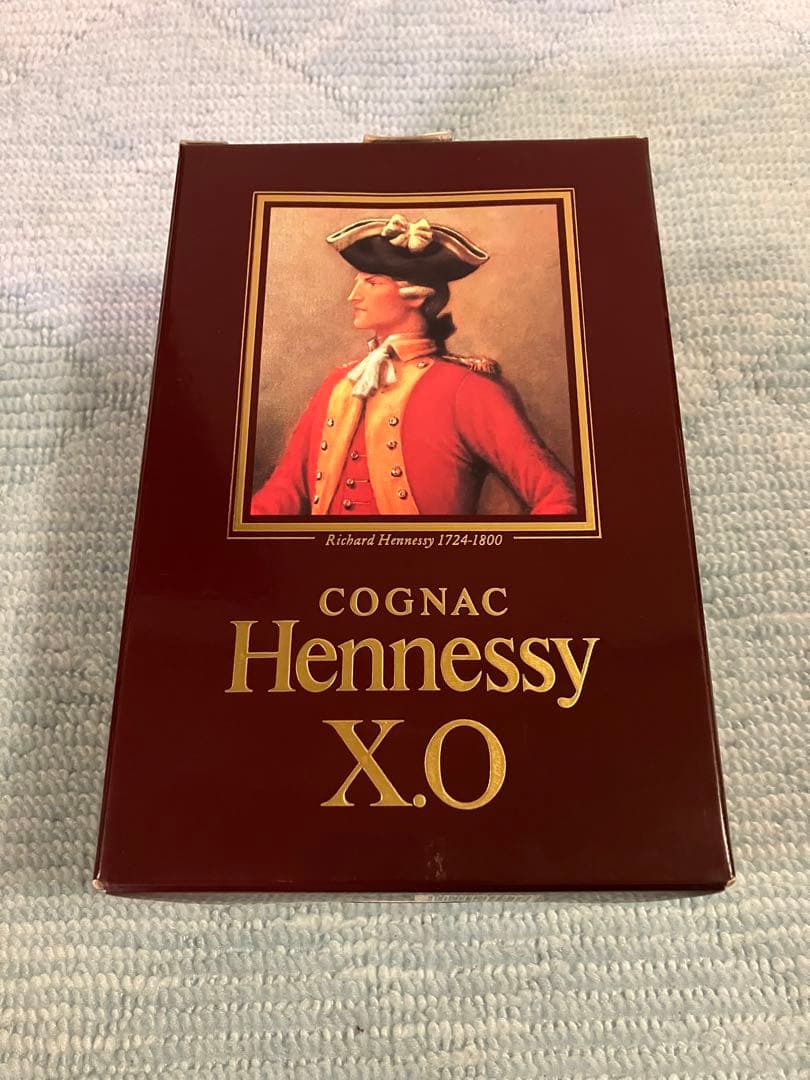 Richard Hennessy 1724-1800
COGNAC
Hennessy
X.O